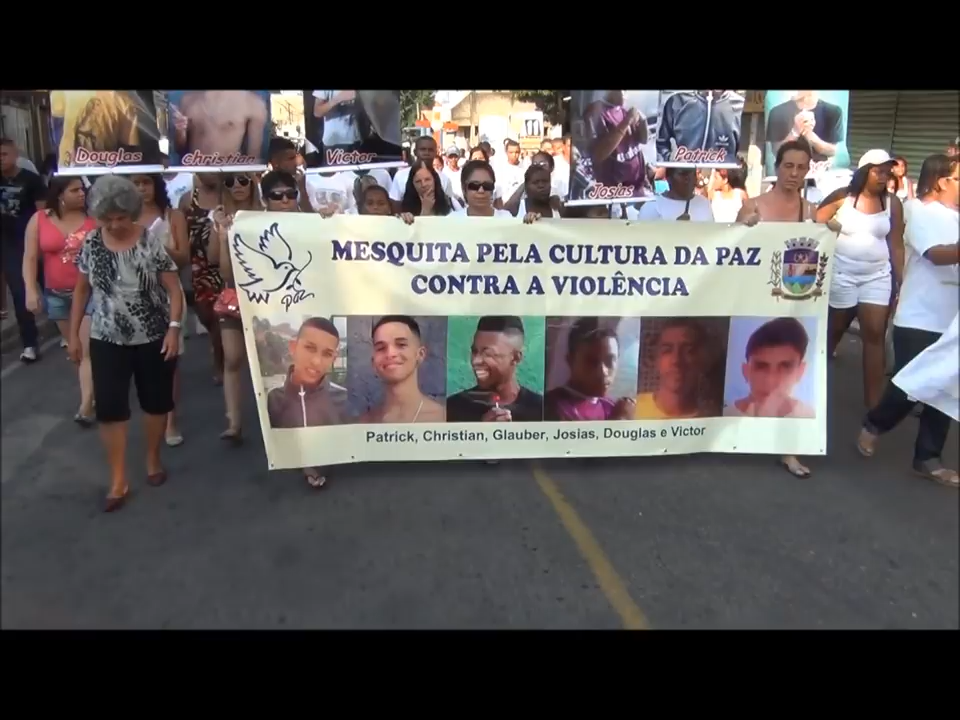 Douglas
Christian
Victor
Josias
Patrick
MESQUITA PELA CULTURA DA PAZ
CONTRA A VIOLÊNCIA
Paz
Patrick, Christian, Glauber, Josias, Douglas e Victor